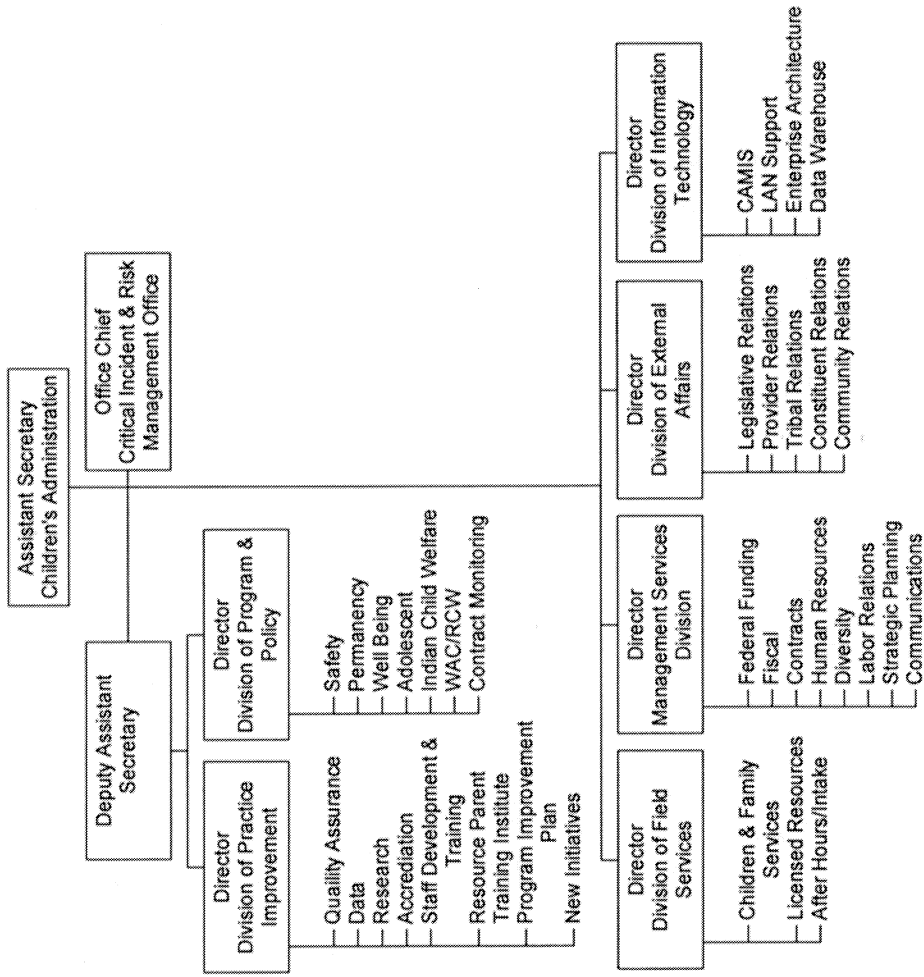 Assistant Secretary
Children's Administration
Office Chief
Critical Incident & Risk
Management Office
Deputy Assistant
Secretary
Director
Division of Practice
Improvement
Quaility Assurance
Data
Research
Accrediation
Staff Development &
Training
Resource Parent
Training Institute
Program Improvement
Plan
New Initiatives
Director
Division of Program &
Policy
Safety
Permanency
Well Being
Adolescent
Indian Child Welfare
WAC/RCW
Contract Monitoring
Director
Division of Field
Services
Children & Family
Services
Licensed Resources
After Hours/Intake
Director
Management Services
Division
Federal Funding
Fiscal
Contracts
Human Resources
Diversity
Labor Relations
Strategic Planning
Communications
Director
Division of External
Affairs
Legislative Relations
Provider Relations
Tribal Relations
Constituent Relations
Community Relations
Director
Division of Information
Technology
CAMIS
LAN Support
Enterprise Architecture
Data Warehouse